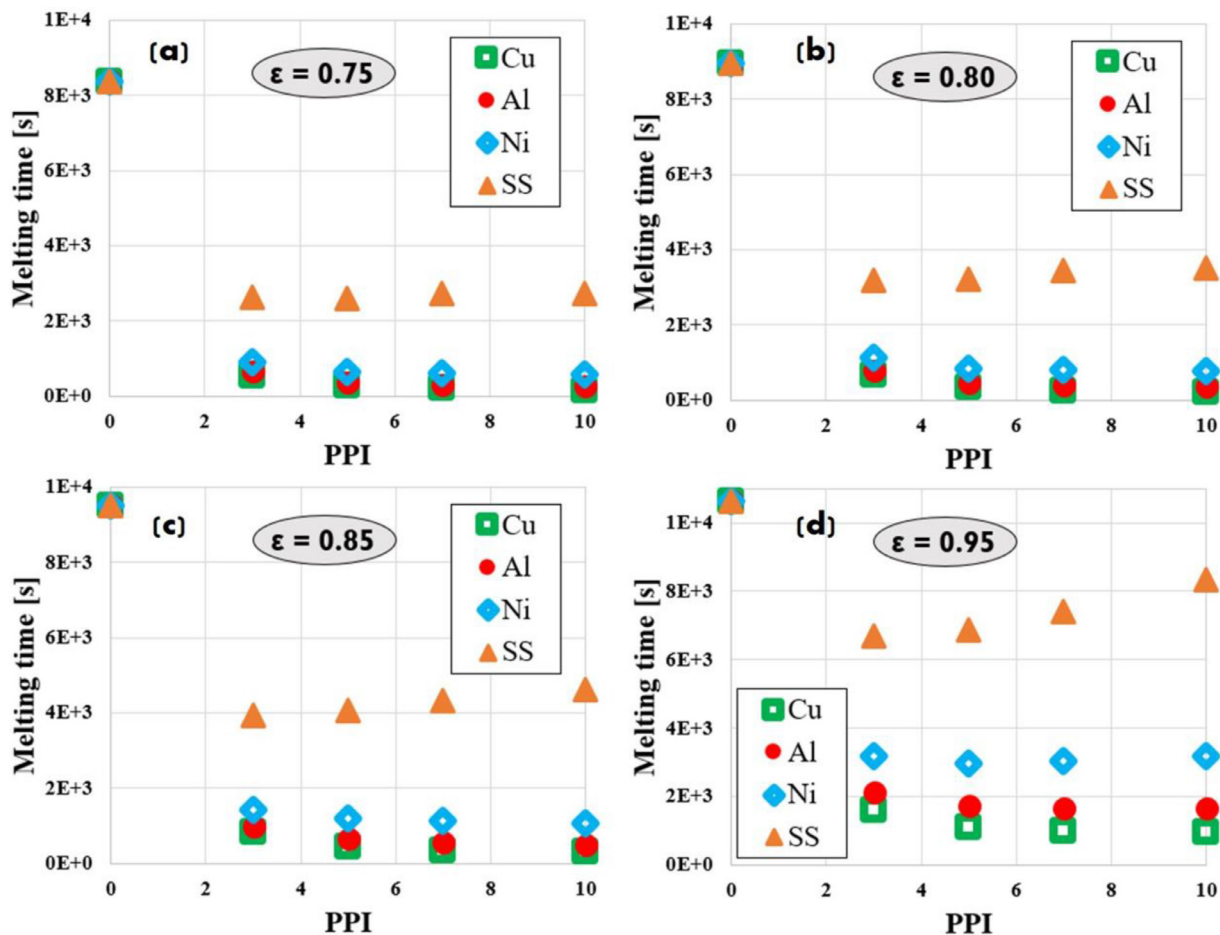 (a)
ε = 0.75
Cu
Al
Ni
SS
Melting time [s]
1E+4
8E+3
6E+3
4E+3
2E+3
0E+0
0 2 4 6 8 10
PPI
(b)
ε = 0.80
Cu
Al
Ni
SS
Melting time [s]
1E+4
8E+3
6E+3
4E+3
2E+3
0E+0
0 2 4 6 8 10
PPI
(c)
ε = 0.85
Cu
Al
Ni
SS
Melting time [s]
1E+4
8E+3
6E+3
4E+3
2E+3
0E+0
0 2 4 6 8 10
PPI
(d)
ε = 0.95
Cu
Al
Ni
SS
Melting time [s]
1E+4
8E+3
6E+3
4E+3
2E+3
0E+0
0 2 4 6 8 10
PPI